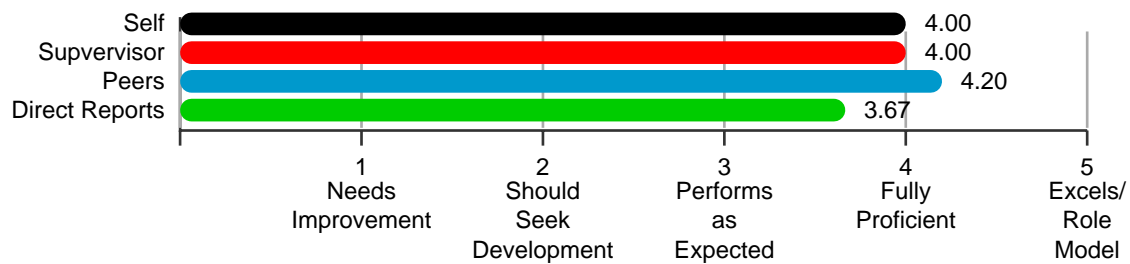 Self 4.00
Supvervisor 4.00
Peers 4.20
Direct Reports 3.67
1 2 3 4 5
Needs Should Performs Fully Excels/
Improvement Seek as Proficient Role
Development Expected Model